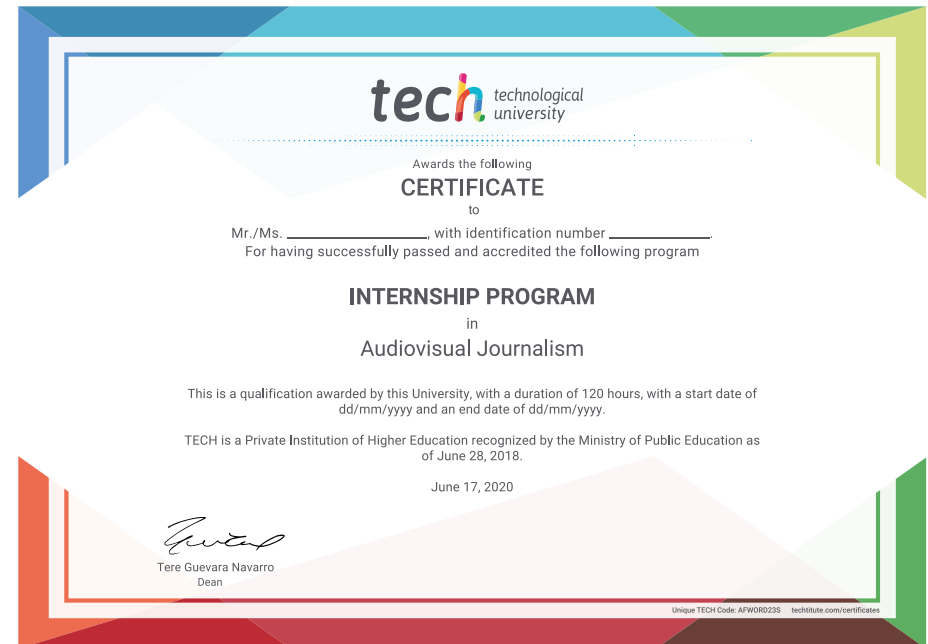 tech technological
university
Awards the following
CERTIFICATE
to
Mr./Ms. ____________________, with identification number ______________.
For having successfully passed and accredited the following program
INTERNSHIP PROGRAM
in
Audiovisual Journalism
This is a qualification awarded by this University, with a duration of 120 hours, with a start date of
dd/mm/yyyy and an end date of dd/mm/yyyy.
TECH is a Private Institution of Higher Education recognized by the Ministry of Public Education as
of June 28, 2018.
June 17, 2020
Tere Guevara Navarro
Dean
Unique TECH Code: AFWORD23S techtitute.com/certificates